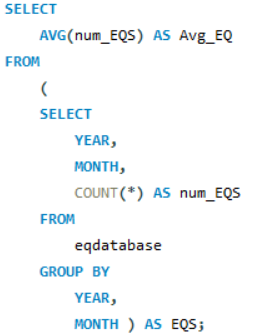 SELECT
AVG(num_EQS) AS Avg_EQ
FROM
(
SELECT
YEAR,
MONTH,
COUNT(*) AS num_EQS
FROM
eqdatabase
GROUP BY
YEAR,
MONTH ) AS EQS;